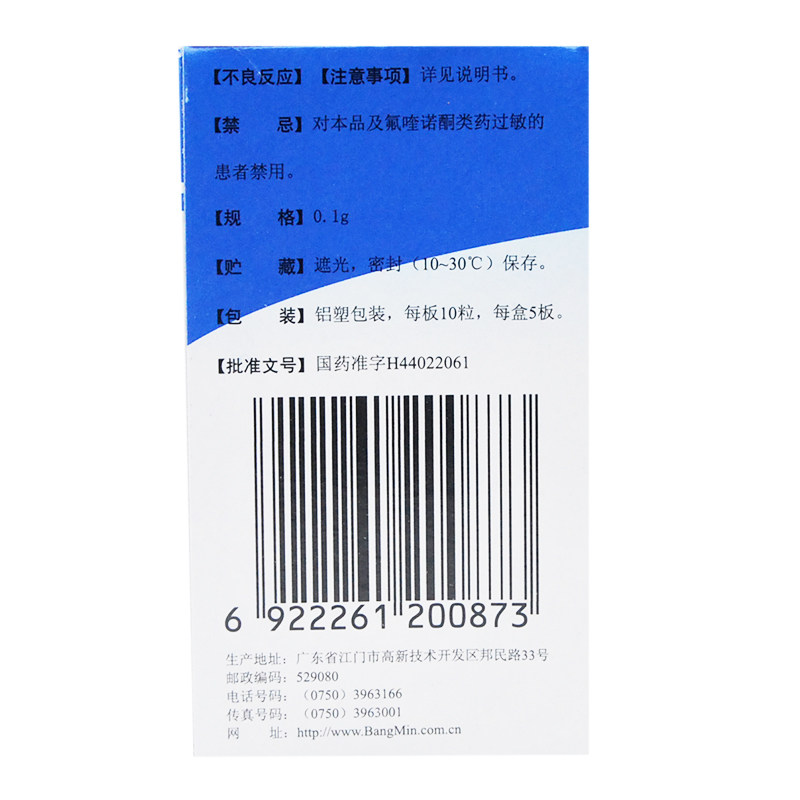 【不良反应】【注意事项】详见说明书。
【禁 忌】对本品及氟喹诺酮类药过敏的
患者禁用。
【规 格】0.1g
【贮 藏】遮光，密封（10~30℃）保存。
【包 装】铝塑包装，每板10粒，每盒5板。
【批准文号】国药准字H44022061
6 922261 200873
生产地址：广东省江门市高新技术开发区邦民路33号
邮政编码：529080
电话号码：（0750）3963166
传真号码：（0750）3963001
网 址：http://www.BangMin.com.cn